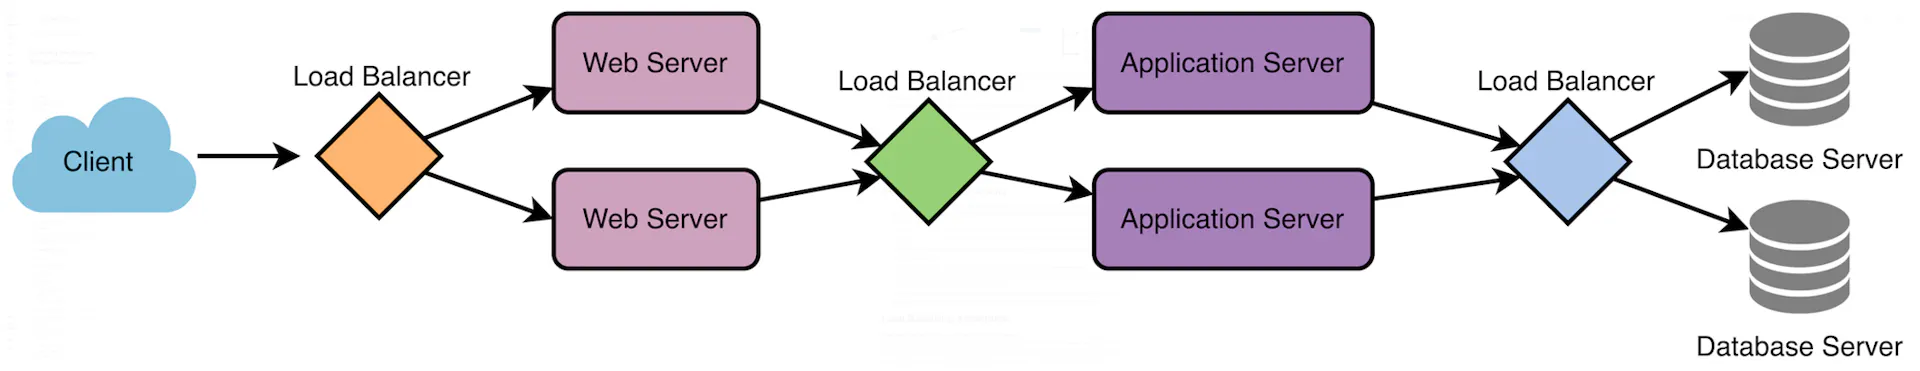 Client
Load Balancer
Web Server
Web Server
Load Balancer
Application Server
Application Server
Load Balancer
Database Server
Database Server